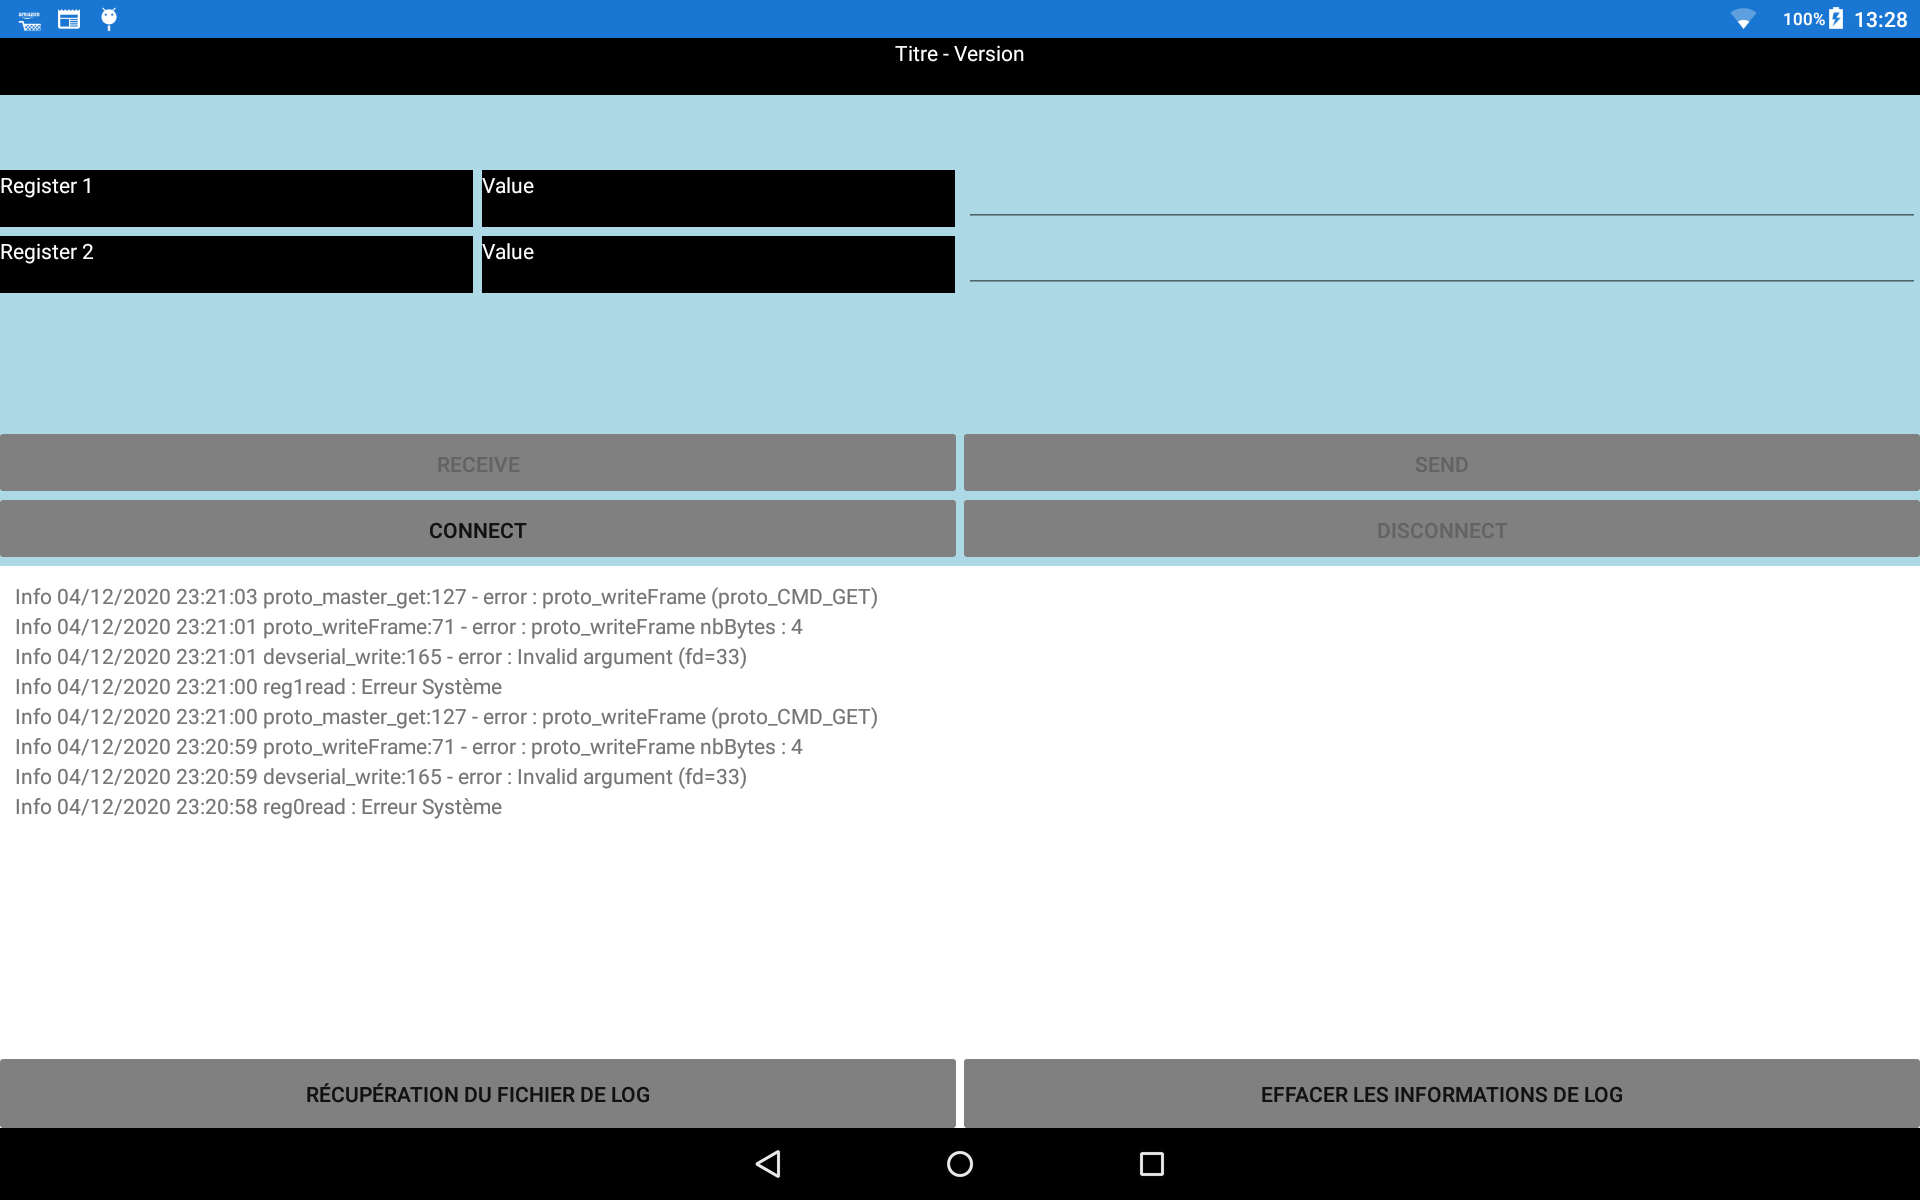 amazon
100% 13:28
Titre - Version
Register 1 Value
Register 2 Value
RECEIVE SEND
CONNECT DISCONNECT
Info 04/12/2020 23:21:03 proto_master_get:127 - error : proto_writeFrame (proto_CMD_GET)
Info 04/12/2020 23:21:01 proto_writeFrame:71 - error : proto_writeFrame nbBytes : 4
Info 04/12/2020 23:21:01 devserial_write:165 - error : Invalid argument (fd=33)
Info 04/12/2020 23:21:00 reg1read : Erreur Système
Info 04/12/2020 23:21:00 proto_master_get:127 - error : proto_writeFrame (proto_CMD_GET)
Info 04/12/2020 23:20:59 proto_writeFrame:71 - error : proto_writeFrame nbBytes : 4
Info 04/12/2020 23:20:59 devserial_write:165 - error : Invalid argument (fd=33)
Info 04/12/2020 23:20:58 reg0read : Erreur Système
RÉCUPÉRATION DU FICHIER DE LOG EFFACER LES INFORMATIONS DE LOG